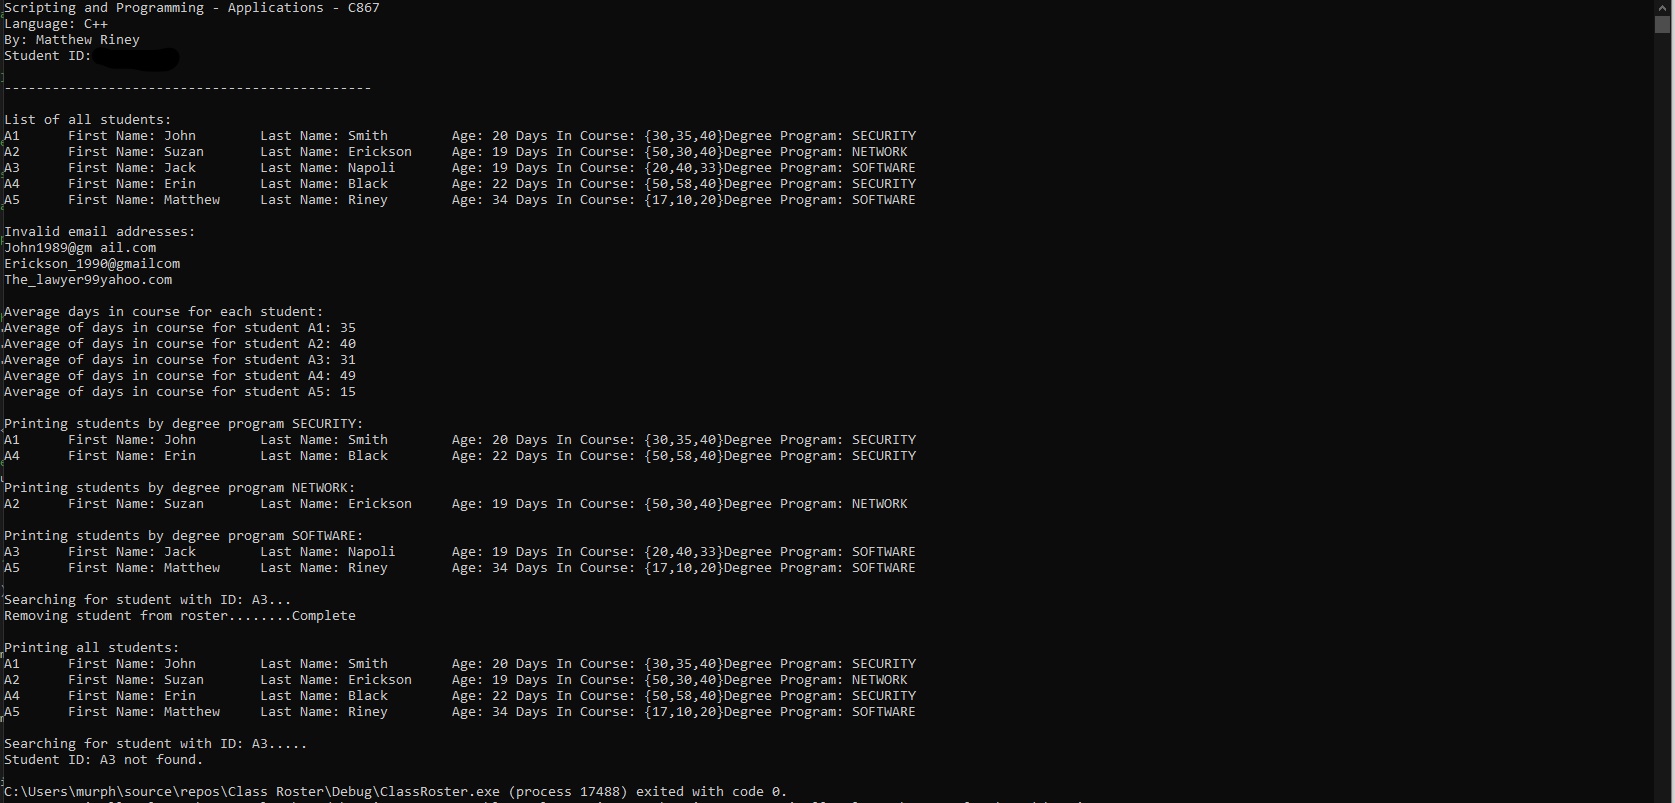 Scripting and Programming - Applications - C867
Language: C++
By: Matthew Riney
Student ID:
----------------------------------------------
List of all students:
A1 First Name: John Last Name: Smith Age: 20 Days In Course: {30,35,40}Degree Program: SECURITY
A2 First Name: Suzan Last Name: Erickson Age: 19 Days In Course: {50,30,40}Degree Program: NETWORK
A3 First Name: Jack Last Name: Napoli Age: 19 Days In Course: {20,40,33}Degree Program: SOFTWARE
A4 First Name: Erin Last Name: Black Age: 22 Days In Course: {50,58,40}Degree Program: SECURITY
A5 First Name: Matthew Last Name: Riney Age: 34 Days In Course: {17,10,20}Degree Program: SOFTWARE
Invalid email addresses:
John1989@gm ail.com
Erickson_1990@gmailcom
The_lawyer99yahoo.com
Average days in course for each student:
Average of days in course for student A1: 35
Average of days in course for student A2: 40
Average of days in course for student A3: 31
Average of days in course for student A4: 49
Average of days in course for student A5: 15
Printing students by degree program SECURITY:
A1 First Name: John Last Name: Smith Age: 20 Days In Course: {30,35,40}Degree Program: SECURITY
A4 First Name: Erin Last Name: Black Age: 22 Days In Course: {50,58,40}Degree Program: SECURITY
Printing students by degree program NETWORK:
A2 First Name: Suzan Last Name: Erickson Age: 19 Days In Course: {50,30,40}Degree Program: NETWORK
Printing students by degree program SOFTWARE:
A3 First Name: Jack Last Name: Napoli Age: 19 Days In Course: {20,40,33}Degree Program: SOFTWARE
A5 First Name: Matthew Last Name: Riney Age: 34 Days In Course: {17,10,20}Degree Program: SOFTWARE
Searching for student with ID: A3...
Removing student from roster........Complete
Printing all students:
A1 First Name: John Last Name: Smith Age: 20 Days In Course: {30,35,40}Degree Program: SECURITY
A2 First Name: Suzan Last Name: Erickson Age: 19 Days In Course: {50,30,40}Degree Program: NETWORK
A4 First Name: Erin Last Name: Black Age: 22 Days In Course: {50,58,40}Degree Program: SECURITY
A5 First Name: Matthew Last Name: Riney Age: 34 Days In Course: {17,10,20}Degree Program: SOFTWARE
Searching for student with ID: A3.....
Student ID: A3 not found.
C:\Users\murph\source\repos\Class Roster\Debug\ClassRoster.exe (process 17488) exited with code 0.